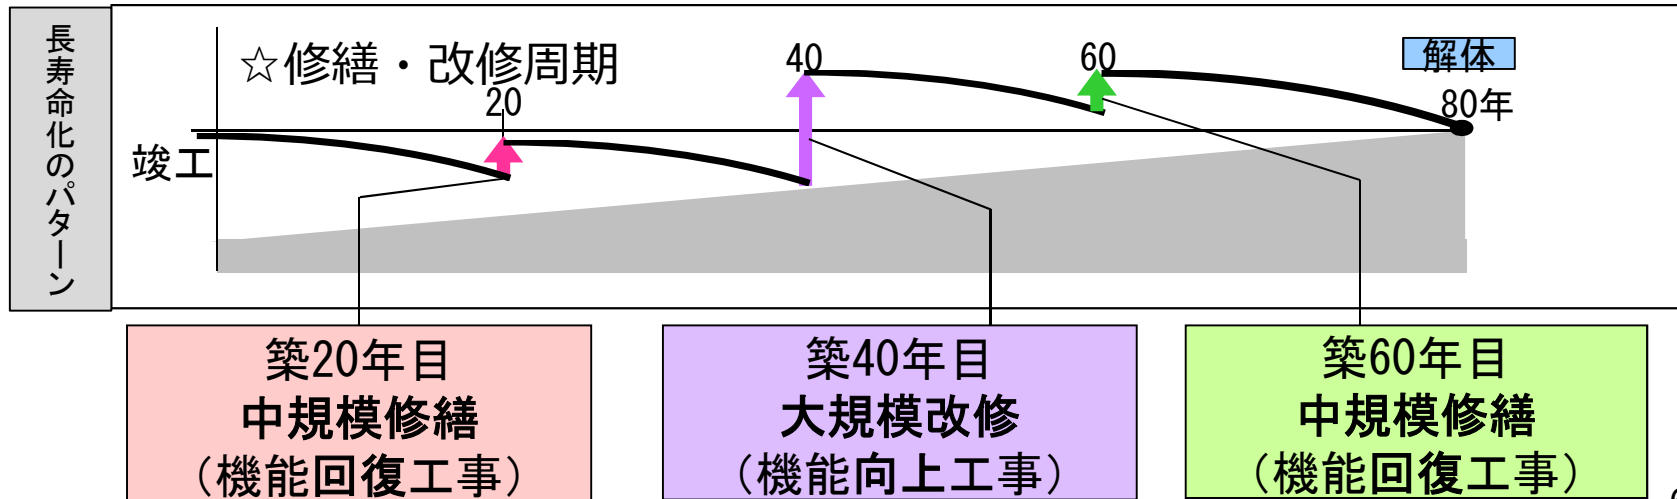 長寿命化のパターン
☆修繕・改修周期
20
40
60
解体
80年
竣工
築20年目
中規模修繕
（機能回復工事）
築40年目
大規模改修
（機能向上工事）
築60年目
中規模修繕
（機能回復工事）